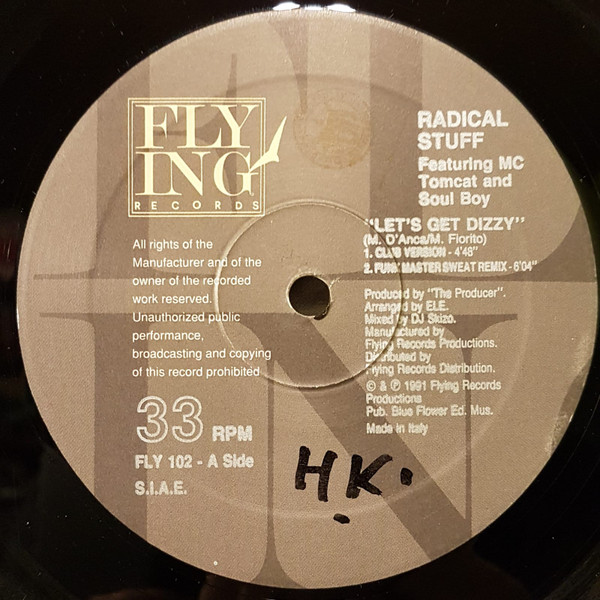 FLY
ING
RECORDS
All rights of the
Manufacturer and of the
owner of the recorded
work reserved.
Unauthorized public
performance,
broadcasting and copying
of this record prohibited
33 RPM
FLY 102 - A Side
S.I.A.E.
RADICAL
STUFF
Featuring MC
Tomcat and
Soul Boy
"LET'S GET DIZZY"
(M. D'Anca/M. Fiorito)
1. CLUB VERSION - 4'48"
2. FUNK MASTER SWEAT REMIX - 6'04"
Produced by "The Producer".
Arranged by ELE.
Mixed by DJ Skizo.
Manufactured by
Flying Records Productions.
Distributed by
Flying Records Distribution.
© & ℗ 1991 Flying Records
Productions
Pub. Blue Flower Ed. Mus.
Made in Italy
H.K.